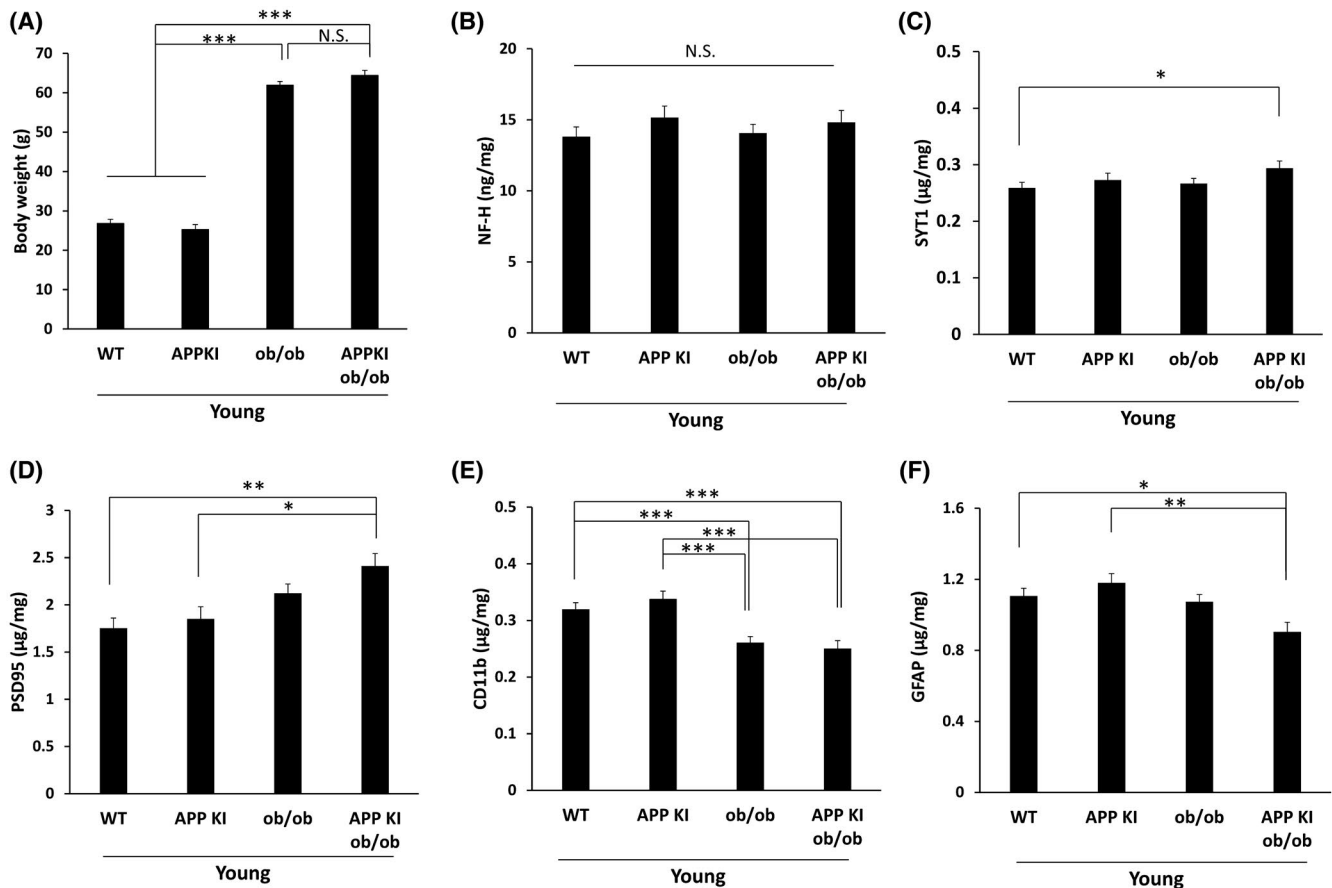 (A)
***
***
N.S.
Body weight (g)
70
60
50
40
30
20
10
0
WT APPKI ob/ob APPKI
ob/ob
Young
(B)
N.S.
NF-H (ng/mg)
20
15
10
5
0
WT APP KI ob/ob APP KI
ob/ob
Young
(C)
*
SYT1 (µg/mg)
0.5
0.4
0.3
0.2
0.1
0
WT APP KI ob/ob APP KI
ob/ob
Young
(D)
**
*
PSD95 (µg/mg)
3
2.5
2
1.5
1
0.5
0
WT APP KI ob/ob APP KI
ob/ob
Young
(E)
***
***
***
***
CD11b (µg/mg)
0.5
0.4
0.3
0.2
0.1
0
WT APP KI ob/ob APP KI
ob/ob
Young
(F)
*
**
GFAP (µg/mg)
1.6
1.2
0.8
0.4
0
WT APP KI ob/ob APP KI
ob/ob
Young